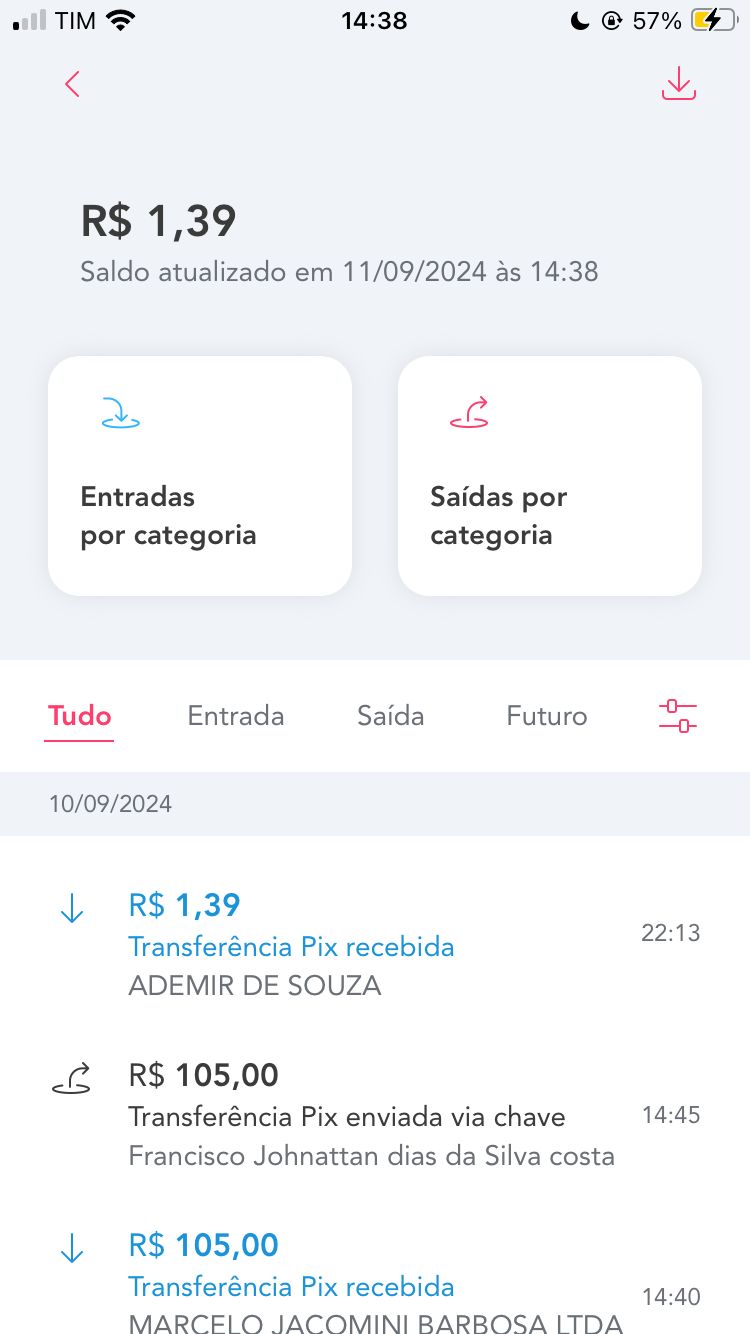 TIM
14:38
57%
R$ 1,39
Saldo atualizado em 11/09/2024 às 14:38
Entradas
por categoria
Saídas por
categoria
Tudo
Entrada
Saída
Futuro
10/09/2024
R$ 1,39
Transferência Pix recebida
22:13
ADEMIR DE SOUZA
R$ 105,00
Transferência Pix enviada via chave
14:45
Francisco Johnattan dias da Silva costa
R$ 105,00
Transferência Pix recebida
14:40
MARCELO JACOMINI BARBOSA LTDA